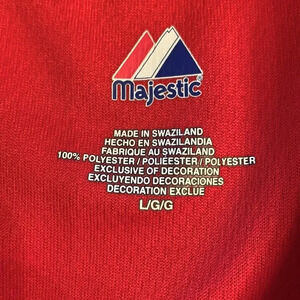 Majestic
MADE IN SWAZILAND
HECHO EN SWAZILANDIA
FABRIQUE AU SWAZILAND
100% POLYESTER / POLIÉSTER / POLYESTER
EXCLUSIVE OF DECORATION
EXCLUYENDO DECORACIONES
DECORATION EXCLUE
L/G/G